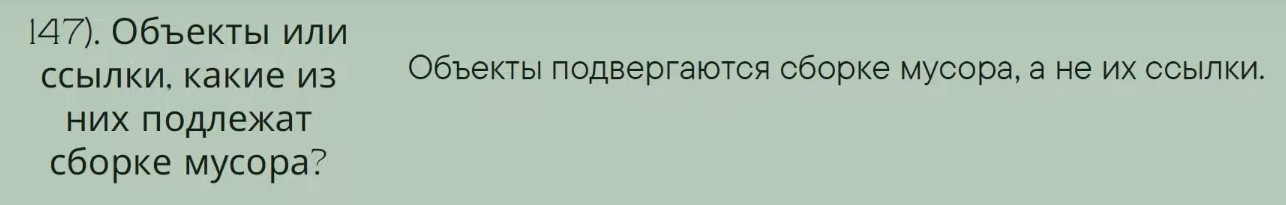 147). Объекты или
ссылки, какие из
них подлежат
сборке мусора?
Объекты подвергаются сборке мусора, а не их ссылки.